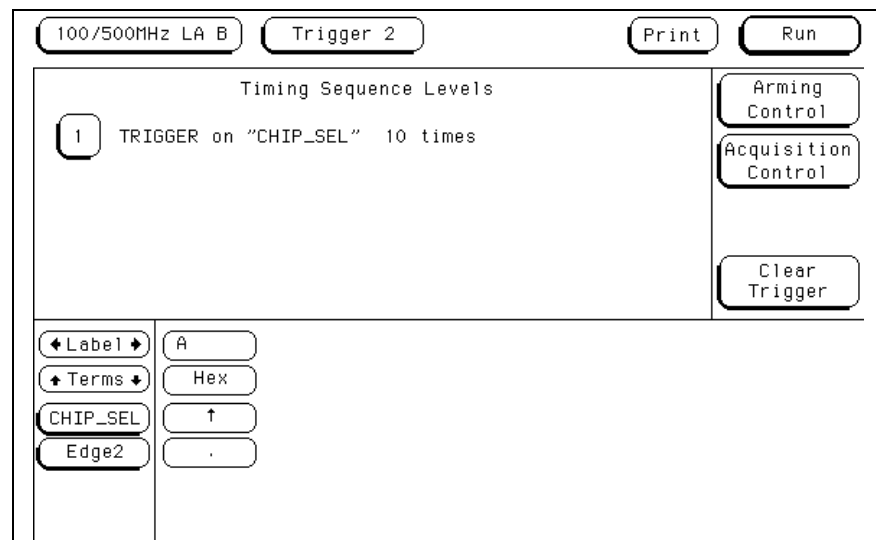 100/500MHz LA B Trigger 2 Print Run
Timing Sequence Levels
1 TRIGGER on "CHIP_SEL" 10 times
Arming
Control
Acquisition
Control
Clear
Trigger
Label A
Terms Hex
CHIP_SEL ↑
Edge2 .